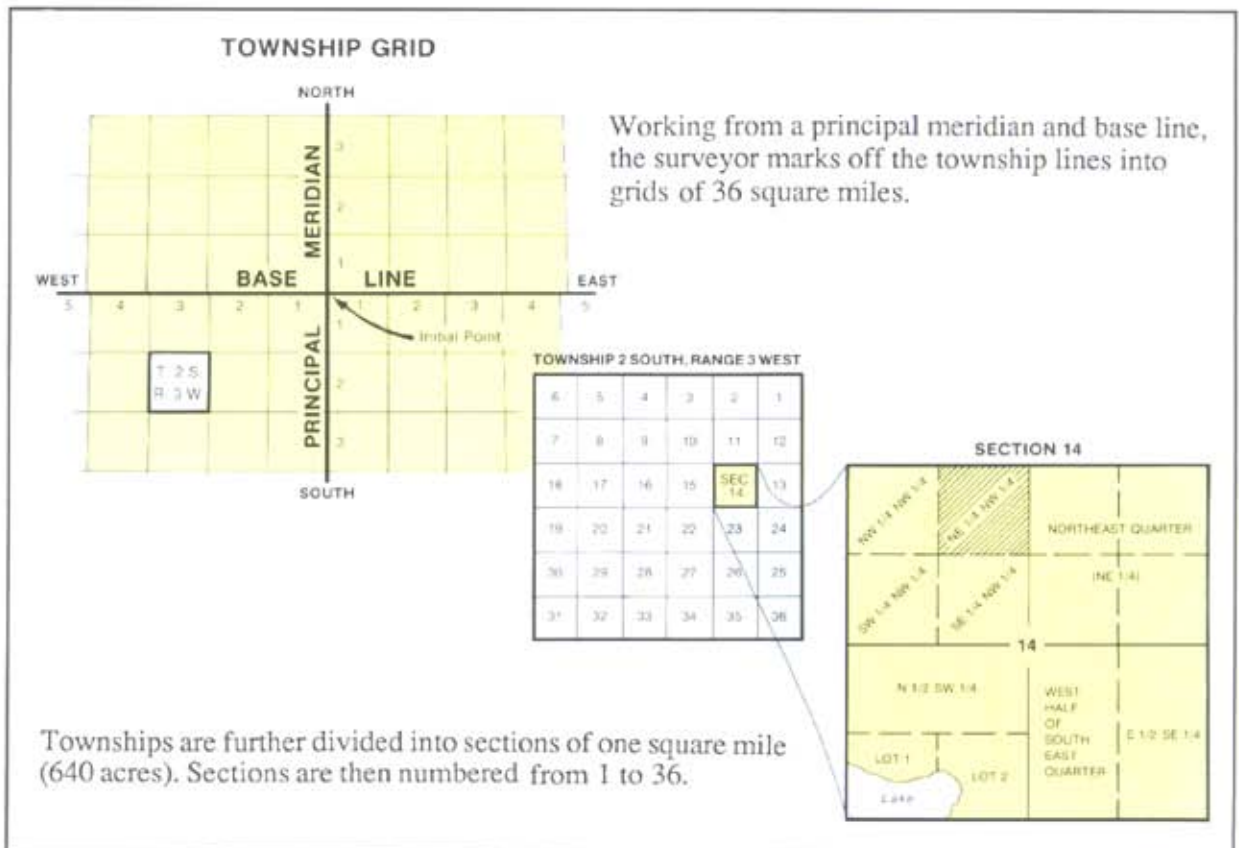 TOWNSHIP GRID
NORTH
Working from a principal meridian and base line,
the surveyor marks off the township lines into
grids of 36 square miles.
3
2
1
MERIDIAN
WEST
BASE
LINE
EAST
5 4 3 2 1 1 2 3 4 5
Initial Point
1
2
3
PRINCIPAL
T. 2 S.
R. 3 W
SOUTH
TOWNSHIP 2 SOUTH, RANGE 3 WEST
6 5 4 3 2 1
7 8 9 10 11 12
18 17 16 15 SEC 14 13
19 20 21 22 23 24
30 29 28 27 26 25
31 32 33 34 35 36
SECTION 14
NW 1/4 NW 1/4
NE 1/4 NW 1/4
NORTHEAST QUARTER
(NE 1/4)
SW 1/4 NW 1/4
SE 1/4 NW 1/4
14
N 1/2 SW 1/4
WEST
HALF
OF
SOUTH
EAST
QUARTER
E 1/2 SE 1/4
LOT 1
LOT 2
Lake
Townships are further divided into sections of one square mile
(640 acres). Sections are then numbered from 1 to 36.